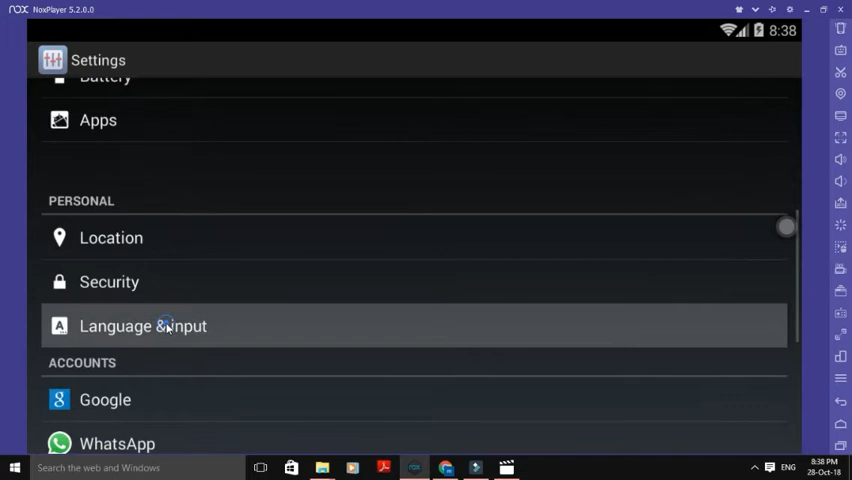 nox NoxPlayer 5.2.0.0
8:38
Settings
Battery
Apps
PERSONAL
Location
Security
Language & input
ACCOUNTS
Google
WhatsApp
Search the web and Windows
ENG
8:38 PM
28-Oct-18